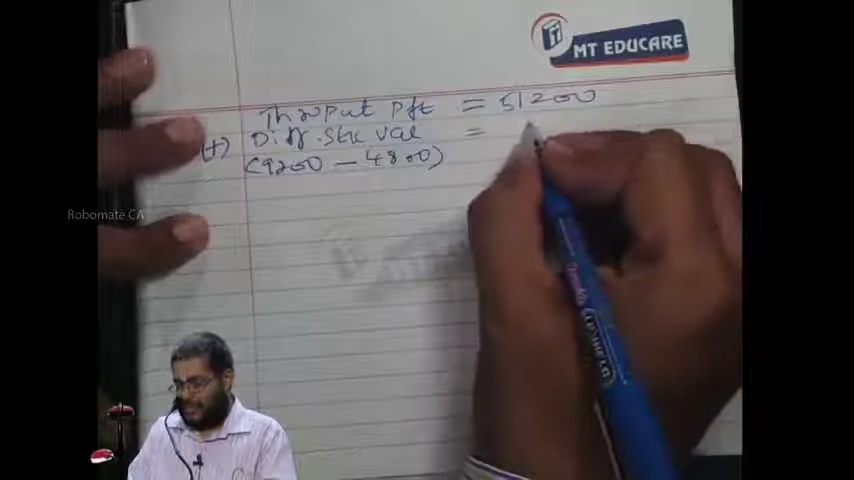 MT EDUCARE
Thruput pft = 51200
(+) Diff. stk val =
(9200 - 4800)
Robomate CA